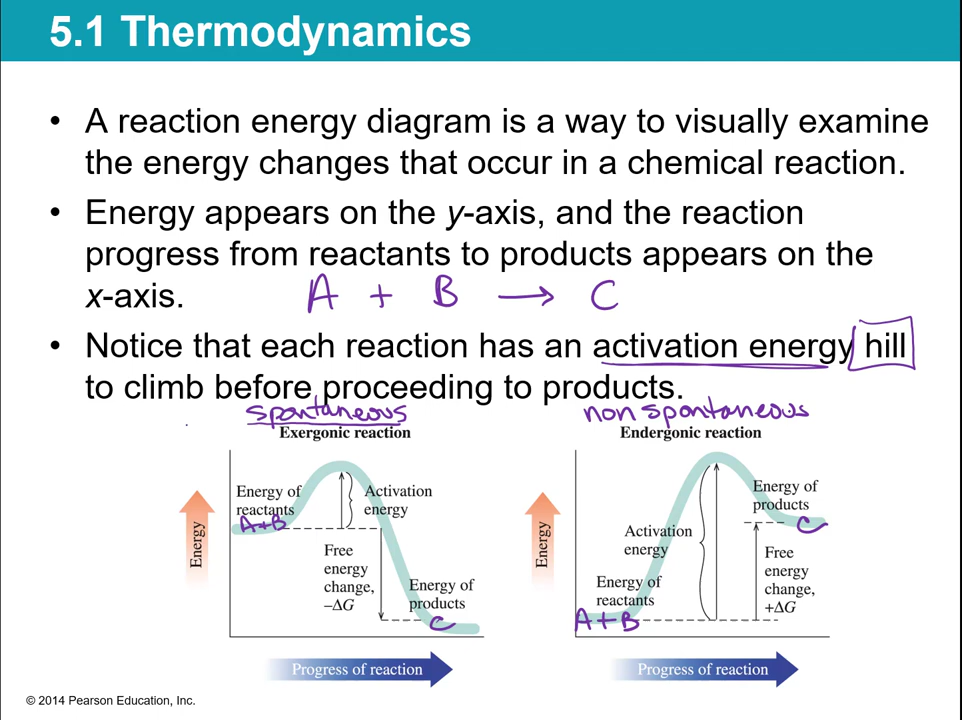 5.1 Thermodynamics
• A reaction energy diagram is a way to visually examine
the energy changes that occur in a chemical reaction.
• Energy appears on the y-axis, and the reaction
progress from reactants to products appears on the
x-axis.
A + B → C
• Notice that each reaction has an activation energy hill
to climb before proceeding to products.
spontaneous
Exergonic reaction
Energy
Energy of
reactants
A+B
Activation
energy
Free
energy
change,
–ΔG
Energy of
products
C
Progress of reaction
non spontaneous
Endergonic reaction
Energy
Energy of
products
C
Activation
energy
Free
energy
change,
+ΔG
Energy of
reactants
A+B
Progress of reaction
© 2014 Pearson Education, Inc.